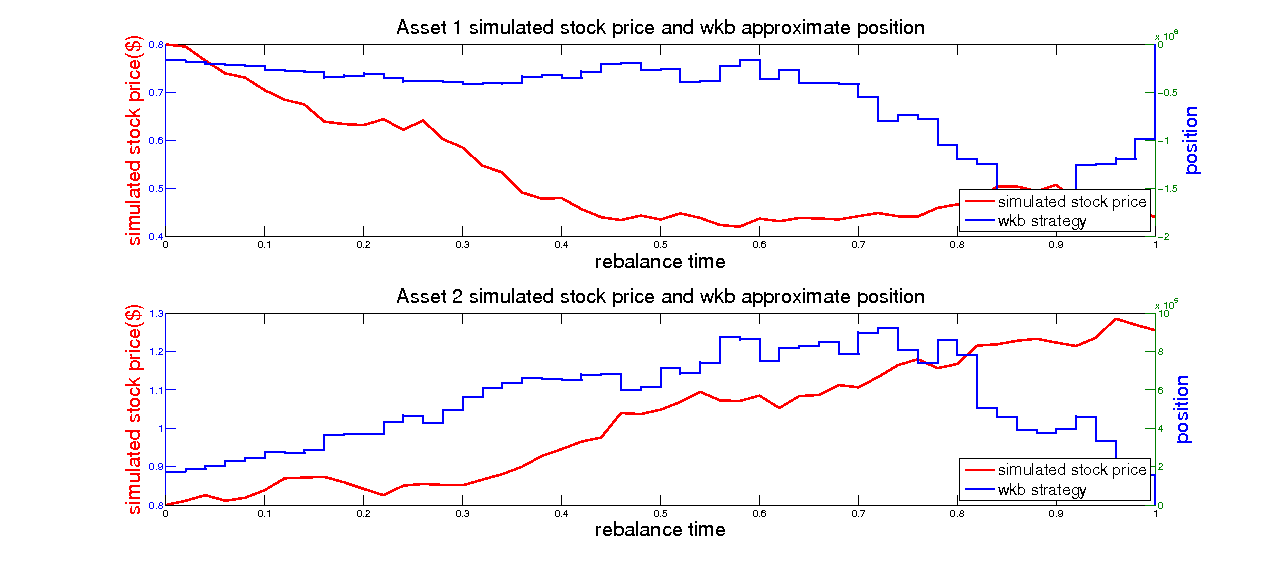 Asset 1 simulated stock price and wkb approximate position
x 10
simulated stock price($)
0.8
0.7
0.6
0.5
0.4
0
−0.5
−1
−1.5
−2
position
simulated stock price
wkb strategy
0 0.1 0.2 0.3 0.4 0.5 0.6 0.7 0.8 0.9 1
rebalance time
Asset 2 simulated stock price and wkb approximate position
x 10
simulated stock price($)
1.3
1.2
1.1
1
0.9
0.8
10
8
6
4
2
0
position
simulated stock price
wkb strategy
0 0.1 0.2 0.3 0.4 0.5 0.6 0.7 0.8 0.9 1
rebalance time